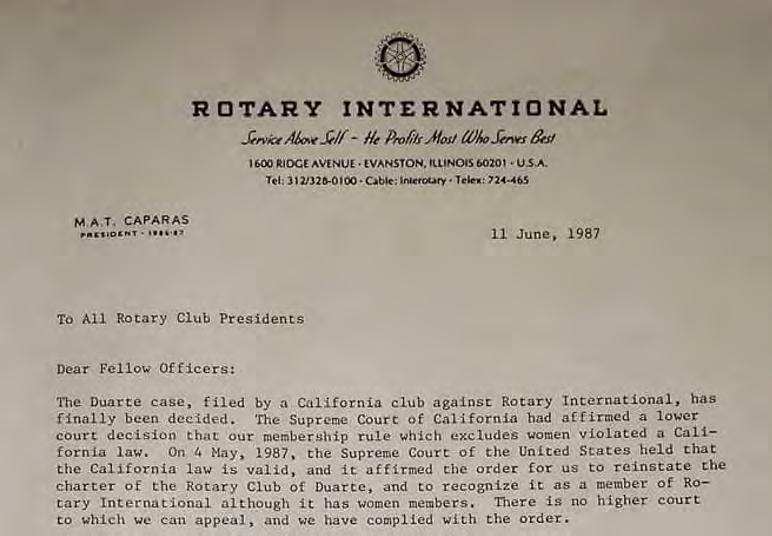 ROTARY INTERNATIONAL
Service Above Self - He Profits Most Who Serves Best
1600 RIDGE AVENUE · EVANSTON, ILLINOIS 60201 · U.S.A.
Tel: 312/328-0100 · Cable: Interotary · Telex: 724-465
M.A.T. CAPARAS
PRESIDENT - 1986-87
11 June, 1987
To All Rotary Club Presidents
Dear Fellow Officers:
The Duarte case, filed by a California club against Rotary International, has
finally been decided. The Supreme Court of California had affirmed a lower
court decision that our membership rule which excludes women violated a Cali-
fornia law. On 4 May, 1987, the Supreme Court of the United States held that
the California law is valid, and it affirmed the order for us to reinstate the
charter of the Rotary Club of Duarte, and to recognize it as a member of Ro-
tary International although it has women members. There is no higher court
to which we can appeal, and we have complied with the order.